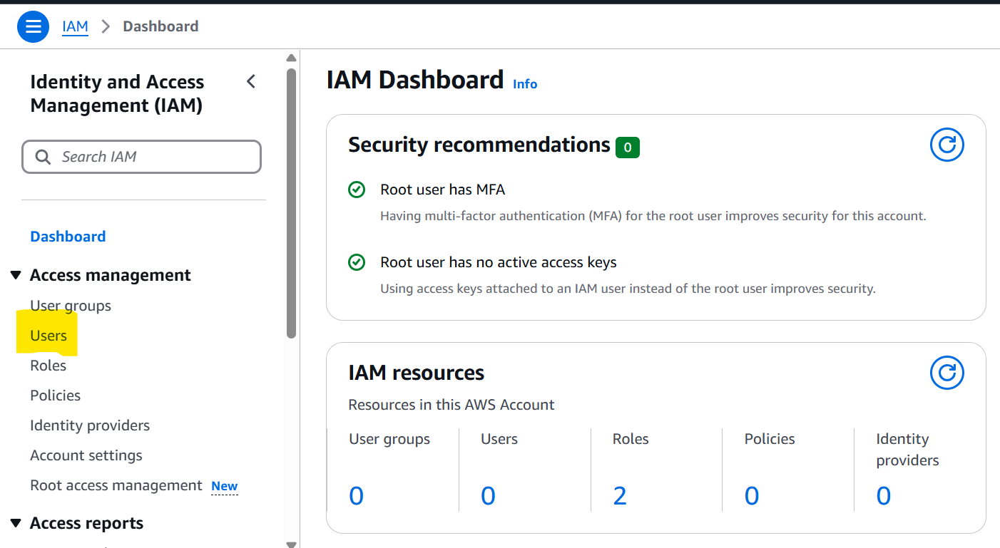 IAM > Dashboard
Identity and Access
Management (IAM)
Search IAM
Dashboard
Access management
User groups
Users
Roles
Policies
Identity providers
Account settings
Root access management New
Access reports
IAM Dashboard Info
Security recommendations 0
Root user has MFA
Having multi-factor authentication (MFA) for the root user improves security for this account.
Root user has no active access keys
Using access keys attached to an IAM user instead of the root user improves security.
IAM resources
Resources in this AWS Account
User groups
0
Users
0
Roles
2
Policies
0
Identity
providers
0